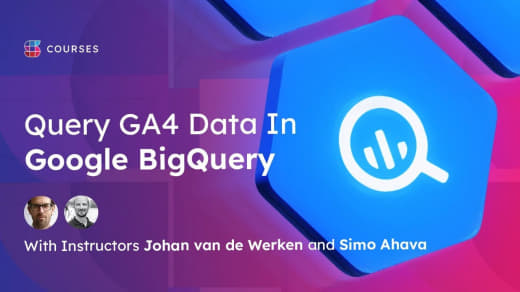 COURSES
Query GA4 Data In
Google BigQuery
With Instructors Johan van de Werken and Simo Ahava